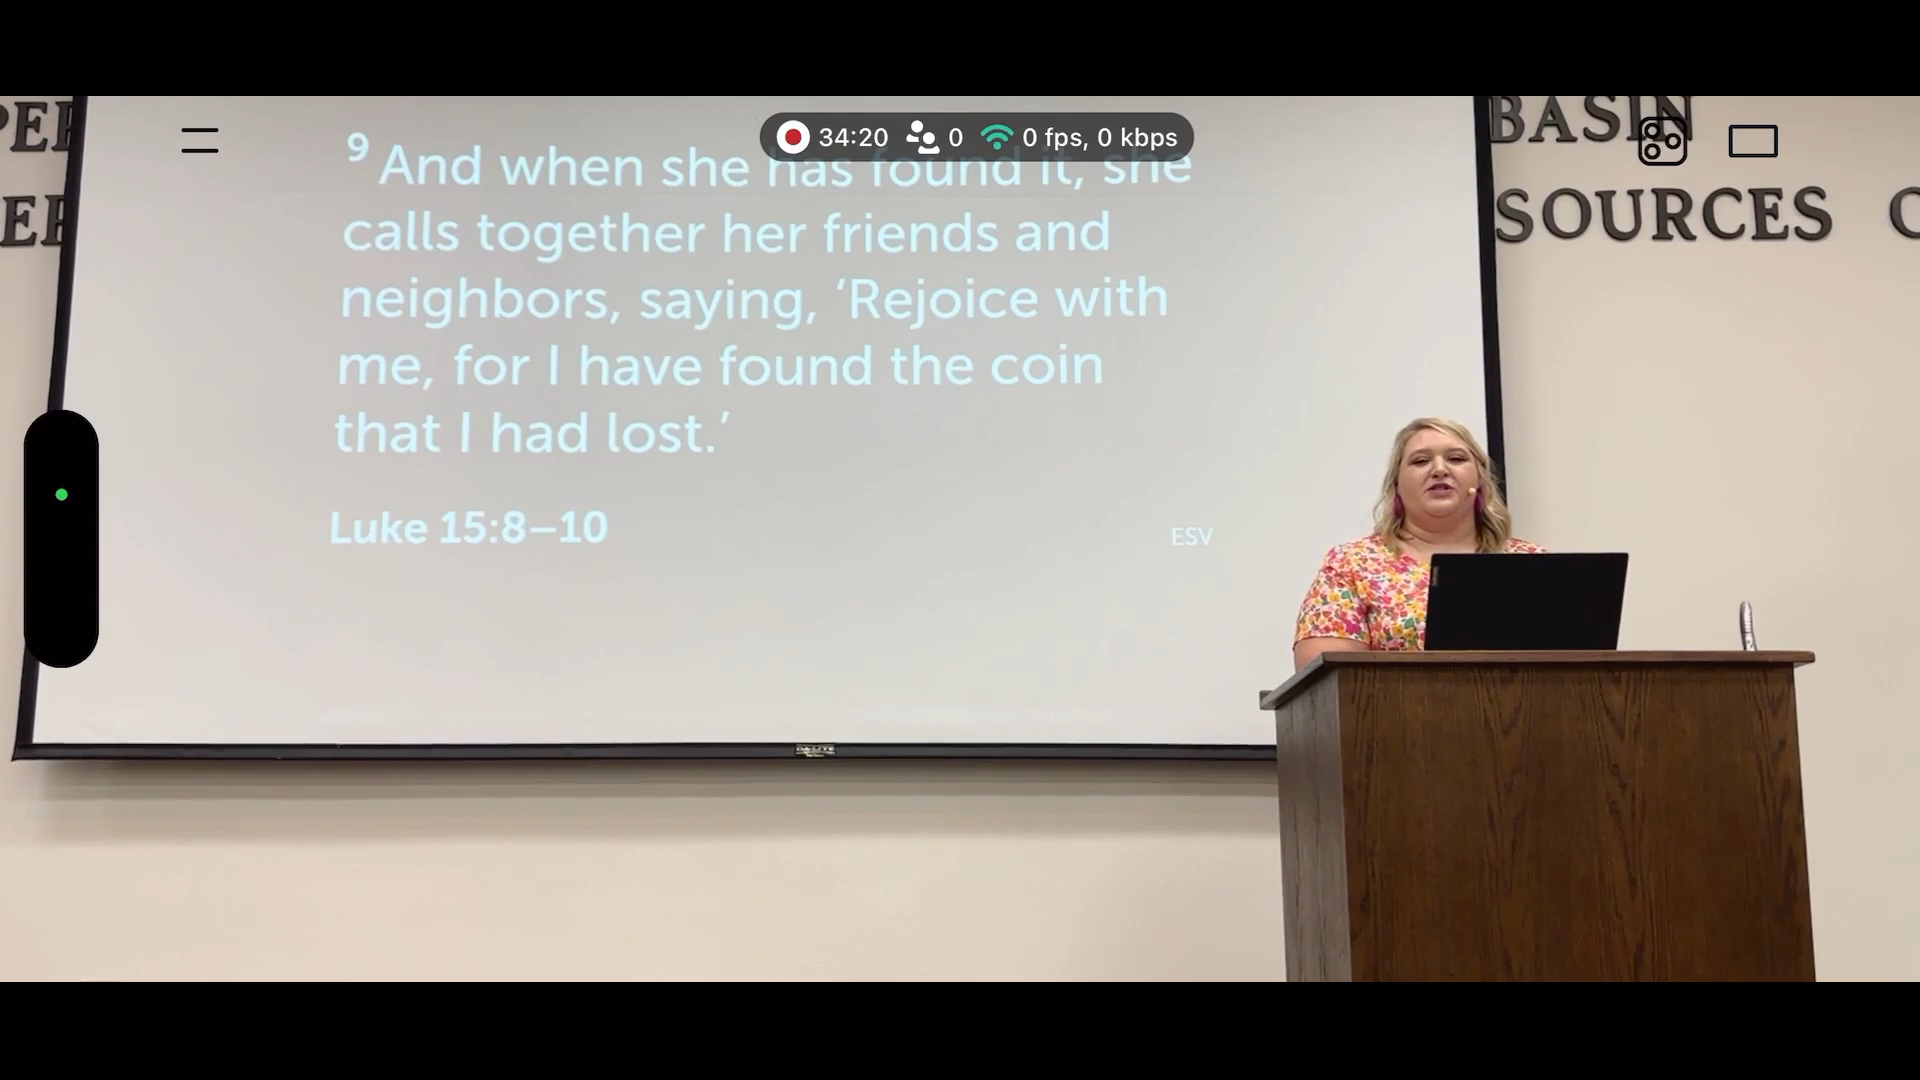 34:20 0 0 fps, 0 kbps
BASIN
SOURCES
9 And when she has found it, she
calls together her friends and
neighbors, saying, ‘Rejoice with
me, for I have found the coin
that I had lost.’
Luke 15:8–10
ESV